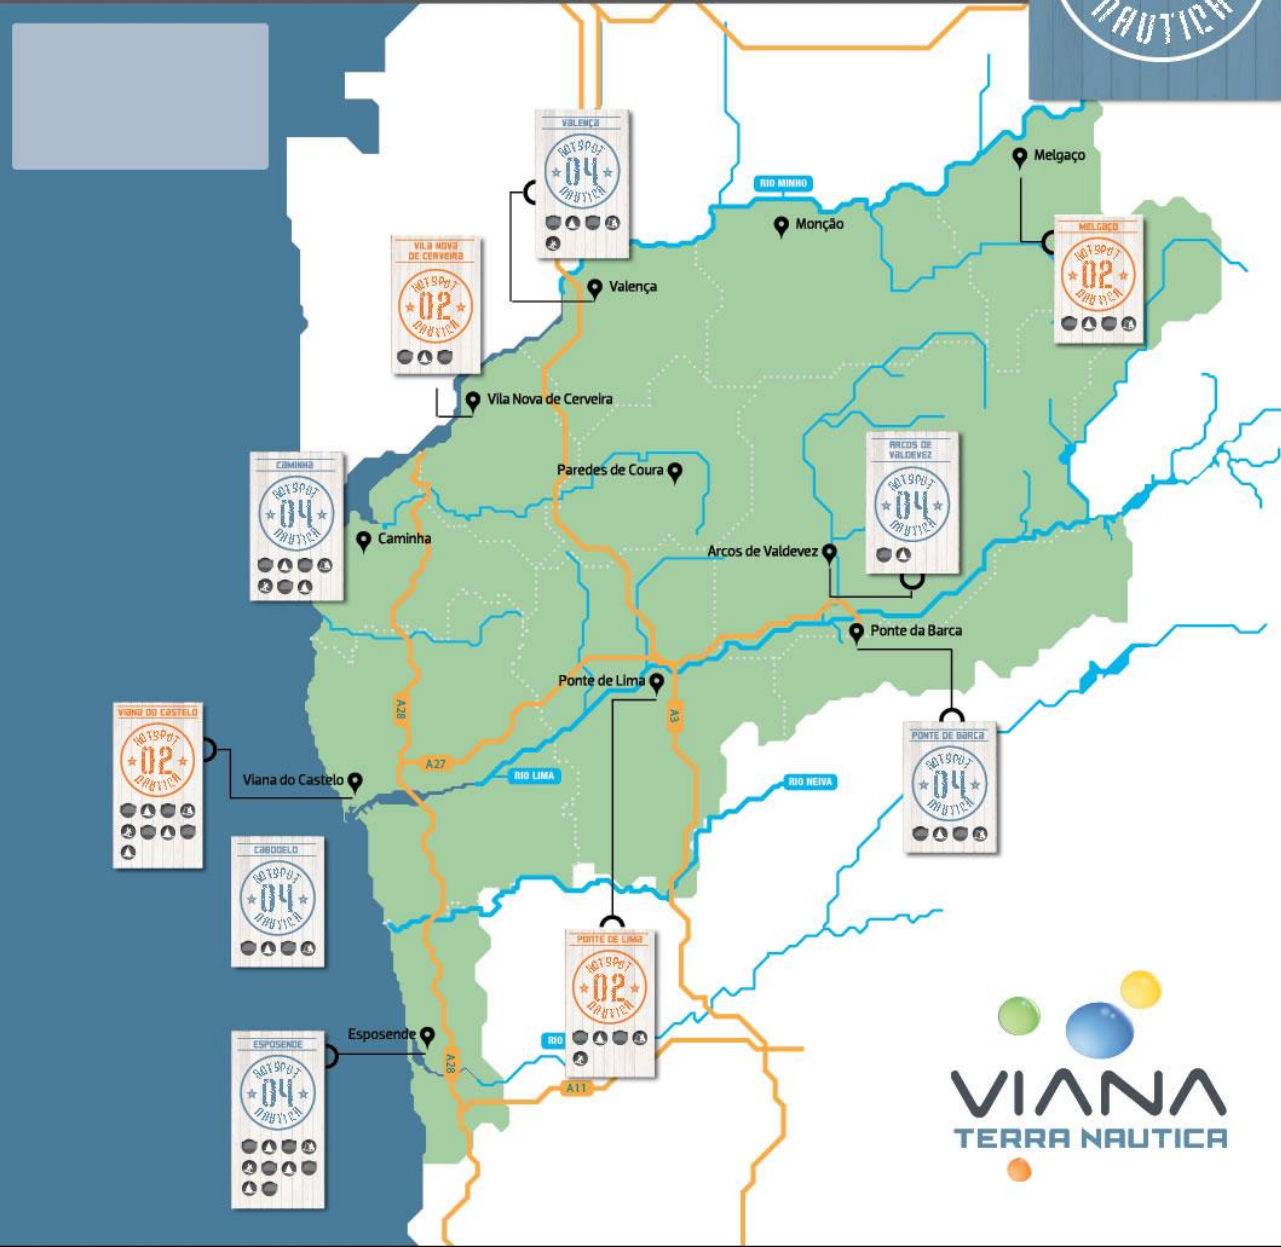 NAUTICA
VALENÇA
HOTSPOT
04
NAUTICA
RIO MINHO
Melgaço
Monção
MELGAÇO
HOTSPOT
02
NAUTICA
VILA NOVA
DE CERVEIRA
HOTSPOT
02
NAUTICA
Valença
Vila Nova de Cerveira
ARCOS DE
VALDEVEZ
HOTSPOT
04
NAUTICA
CAMINHA
HOTSPOT
04
NAUTICA
Paredes de Coura
Caminha
Arcos de Valdevez
Ponte da Barca
Ponte de Lima
A28
A3
VIANA DO CASTELO
HOTSPOT
02
NAUTICA
PONTE DE BARCA
HOTSPOT
04
NAUTICA
A27
RIO LIMA
RIO NEIVA
Viana do Castelo
CABODELO
HOTSPOT
04
NAUTICA
PONTE DE LIMA
HOTSPOT
02
NAUTICA
Esposende
RIO
ESPOSENDE
HOTSPOT
04
NAUTICA
A28
A11
VIANA
TERRA NAUTICA